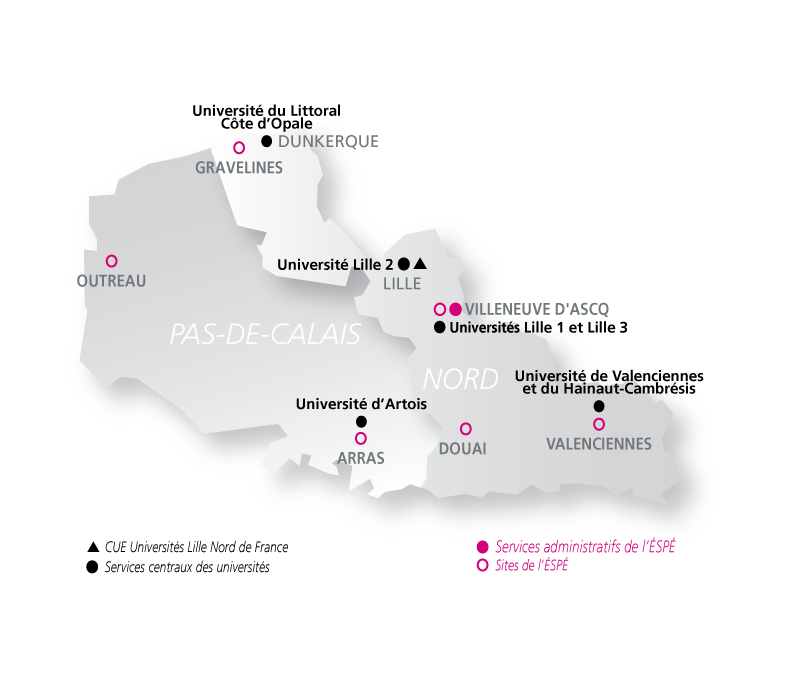 Université du Littoral
Côte d'Opale
DUNKERQUE
GRAVELINES
Université Lille 2
OUTREAU
LILLE
VILLENEUVE D'ASCQ
Universités Lille 1 et Lille 3
PAS-DE-CALAIS
NORD
Université de Valenciennes
et du Hainaut-Cambrésis
Université d'Artois
VALENCIENNES
DOUAI
ARRAS
CUE Universités Lille Nord de France
Services centraux des universités
Services administratifs de l'ÉSPÉ
Sites de l'ÉSPÉ